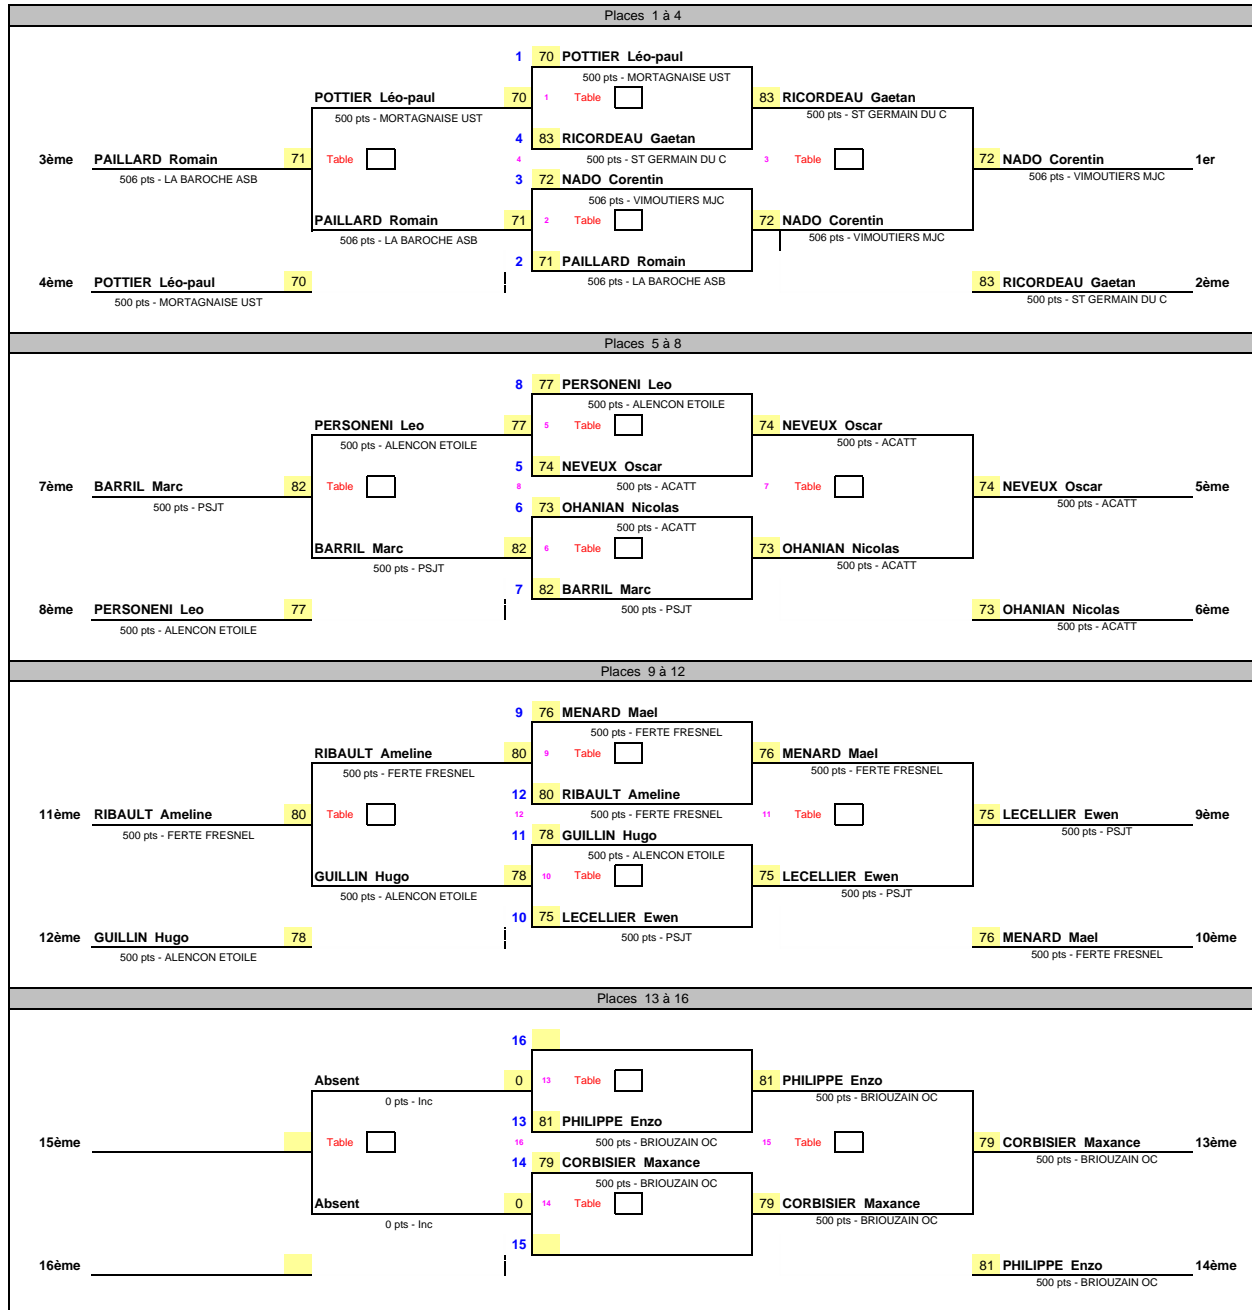 Places 1 à 4
1 70 POTTIER Léo-paul
500 pts - MORTAGNAISE UST
POTTIER Léo-paul 70 1 Table 83 RICORDEAU Gaetan
500 pts - MORTAGNAISE UST 500 pts - ST GERMAIN DU C
4 83 RICORDEAU Gaetan
3ème PAILLARD Romain 71 Table 4 500 pts - ST GERMAIN DU C 3 Table 72 NADO Corentin 1er
506 pts - LA BAROCHE ASB 3 72 NADO Corentin 506 pts - VIMOUTIERS MJC
506 pts - VIMOUTIERS MJC
PAILLARD Romain 71 2 Table 72 NADO Corentin
506 pts - LA BAROCHE ASB 506 pts - VIMOUTIERS MJC
2 71 PAILLARD Romain
4ème POTTIER Léo-paul 70 506 pts - LA BAROCHE ASB 83 RICORDEAU Gaetan 2ème
500 pts - MORTAGNAISE UST 500 pts - ST GERMAIN DU C
Places 5 à 8
8 77 PERSONENI Leo
500 pts - ALENCON ETOILE
PERSONENI Leo 77 5 Table 74 NEVEUX Oscar
500 pts - ALENCON ETOILE 500 pts - ACATT
5 74 NEVEUX Oscar
7ème BARRIL Marc 82 Table 8 500 pts - ACATT 7 Table 74 NEVEUX Oscar 5ème
500 pts - PSJT 6 73 OHANIAN Nicolas 500 pts - ACATT
500 pts - ACATT
BARRIL Marc 82 6 Table 73 OHANIAN Nicolas
500 pts - PSJT 500 pts - ACATT
7 82 BARRIL Marc
8ème PERSONENI Leo 77 500 pts - PSJT 73 OHANIAN Nicolas 6ème
500 pts - ALENCON ETOILE 500 pts - ACATT
Places 9 à 12
9 76 MENARD Mael
500 pts - FERTE FRESNEL
RIBAULT Ameline 80 9 Table 76 MENARD Mael
500 pts - FERTE FRESNEL 500 pts - FERTE FRESNEL
12 80 RIBAULT Ameline
11ème RIBAULT Ameline 80 Table 12 500 pts - FERTE FRESNEL 11 Table 75 LECELLIER Ewen 9ème
500 pts - FERTE FRESNEL 11 78 GUILLIN Hugo 500 pts - PSJT
500 pts - ALENCON ETOILE
GUILLIN Hugo 78 10 Table 75 LECELLIER Ewen
500 pts - ALENCON ETOILE 500 pts - PSJT
10 75 LECELLIER Ewen
12ème GUILLIN Hugo 78 500 pts - PSJT 76 MENARD Mael 10ème
500 pts - ALENCON ETOILE 500 pts - FERTE FRESNEL
Places 13 à 16
16
Absent 0 13 Table 81 PHILIPPE Enzo
0 pts - Inc 500 pts - BRIOUZAIN OC
13 81 PHILIPPE Enzo
15ème Table 16 500 pts - BRIOUZAIN OC 15 Table 79 CORBISIER Maxance 13ème
14 79 CORBISIER Maxance 500 pts - BRIOUZAIN OC
500 pts - BRIOUZAIN OC
Absent 0 14 Table 79 CORBISIER Maxance
0 pts - Inc 500 pts - BRIOUZAIN OC
15
16ème 81 PHILIPPE Enzo 14ème
500 pts - BRIOUZAIN OC